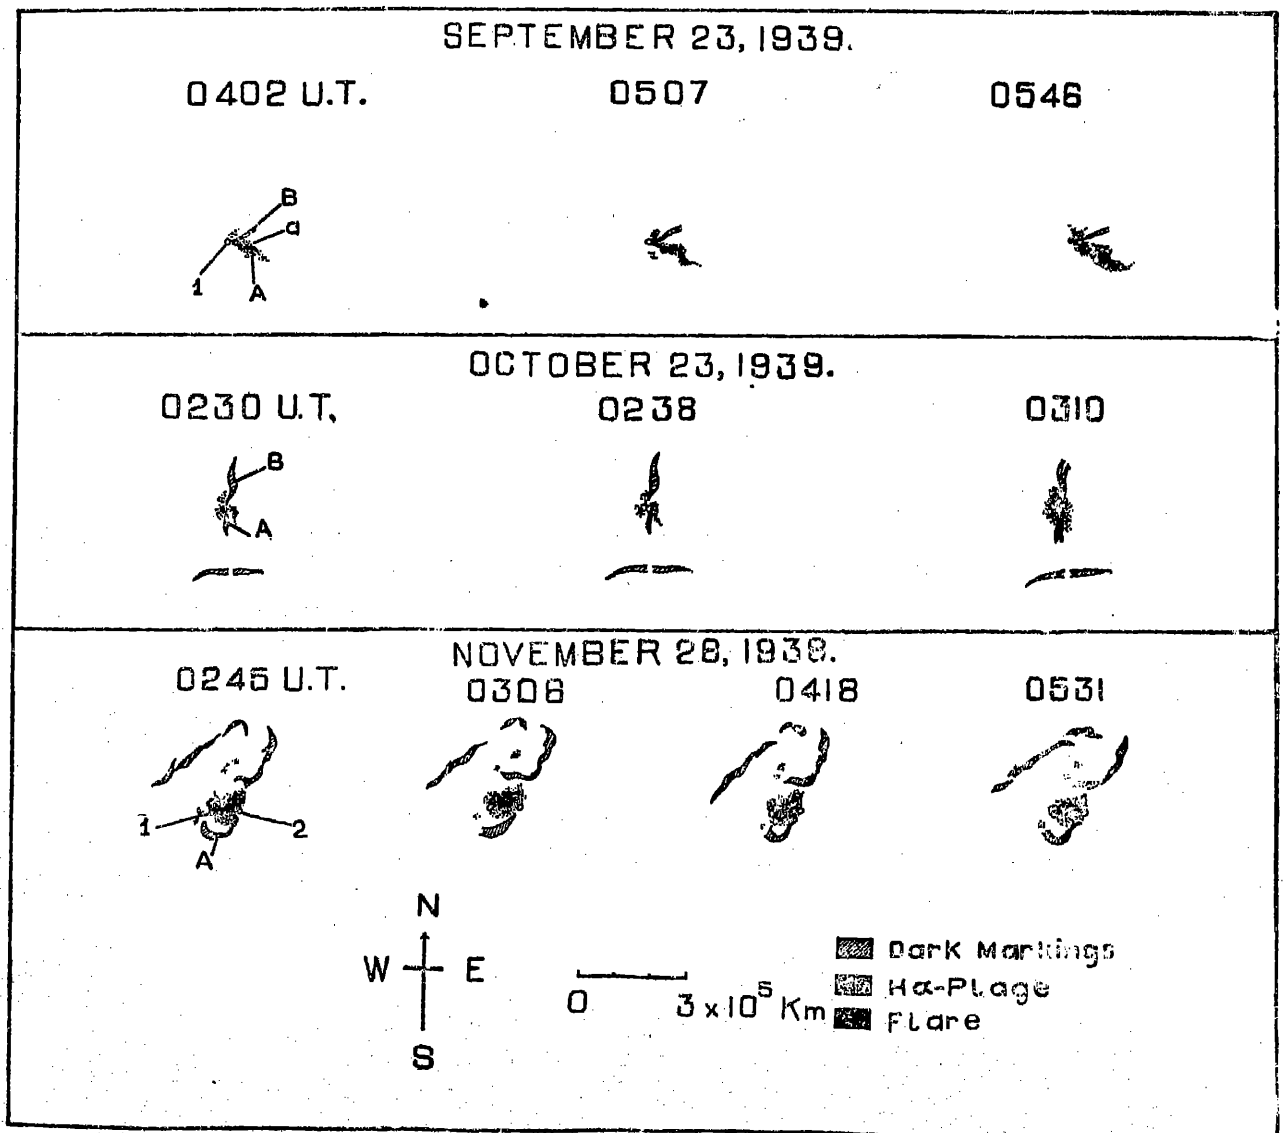 SEPTEMBER 23, 1939.
0402 U.T. 0507 0546
B
a
1
A
OCTOBER 23, 1939.
0230 U.T. 0238 0310
B
A
NOVEMBER 28, 1939.
0245 U.T. 0306 0418 0531
1
2
A
N
W E
S
0 3 x 10⁵ Km
Dark Markings
Hα-Plage
Flare